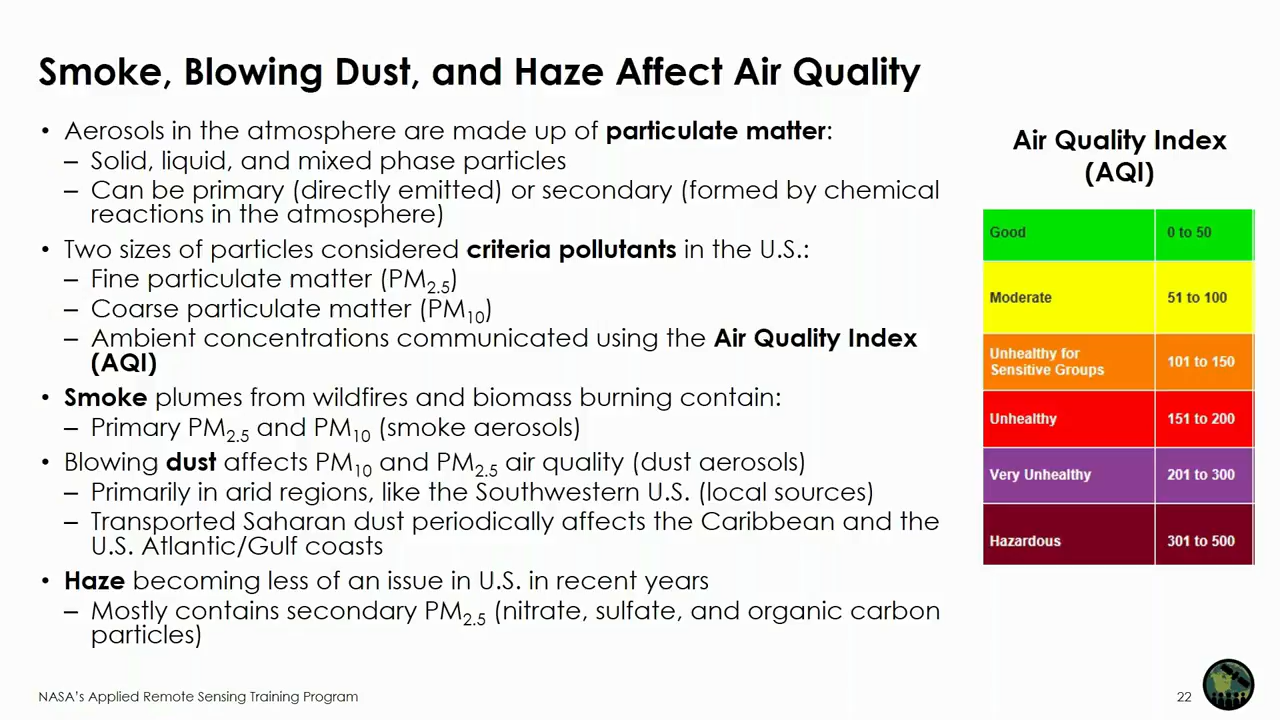 Smoke, Blowing Dust, and Haze Affect Air Quality
• Aerosols in the atmosphere are made up of particulate matter:
– Solid, liquid, and mixed phase particles
– Can be primary (directly emitted) or secondary (formed by chemical
reactions in the atmosphere)
• Two sizes of particles considered criteria pollutants in the U.S.:
– Fine particulate matter (PM2.5)
– Coarse particulate matter (PM10)
– Ambient concentrations communicated using the Air Quality Index
(AQI)
• Smoke plumes from wildfires and biomass burning contain:
– Primary PM2.5 and PM10 (smoke aerosols)
• Blowing dust affects PM10 and PM2.5 air quality (dust aerosols)
– Primarily in arid regions, like the Southwestern U.S. (local sources)
– Transported Saharan dust periodically affects the Caribbean and the
U.S. Atlantic/Gulf coasts
• Haze becoming less of an issue in U.S. in recent years
– Mostly contains secondary PM2.5 (nitrate, sulfate, and organic carbon
particles)
Air Quality Index
(AQI)
Good 0 to 50
Moderate 51 to 100
Unhealthy for
Sensitive Groups 101 to 150
Unhealthy 151 to 200
Very Unhealthy 201 to 300
Hazardous 301 to 500
NASA's Applied Remote Sensing Training Program
22